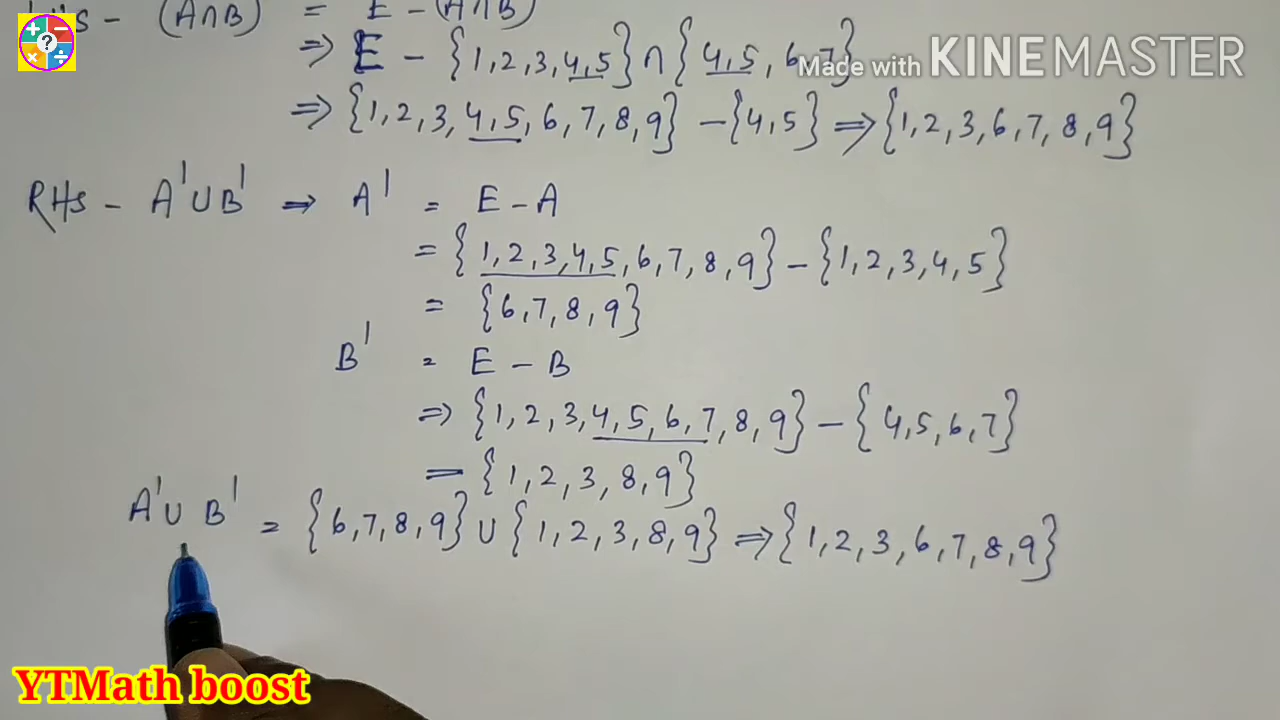 (A∩B)' = E - (A∩B)
⇒ E - {1,2,3,4,5} ∩ {4,5,6,7}
Made with KINEMASTER
⇒ {1,2,3,4,5,6,7,8,9} - {4,5} ⇒ {1,2,3,6,7,8,9}
RHS - A'∪B' ⇒ A' = E - A
= {1,2,3,4,5,6,7,8,9} - {1,2,3,4,5}
= {6,7,8,9}
B' = E - B
⇒ {1,2,3,4,5,6,7,8,9} - {4,5,6,7}
= {1,2,3,8,9}
A'∪B' = {6,7,8,9} ∪ {1,2,3,8,9} ⇒ {1,2,3,6,7,8,9}
YTMath boost